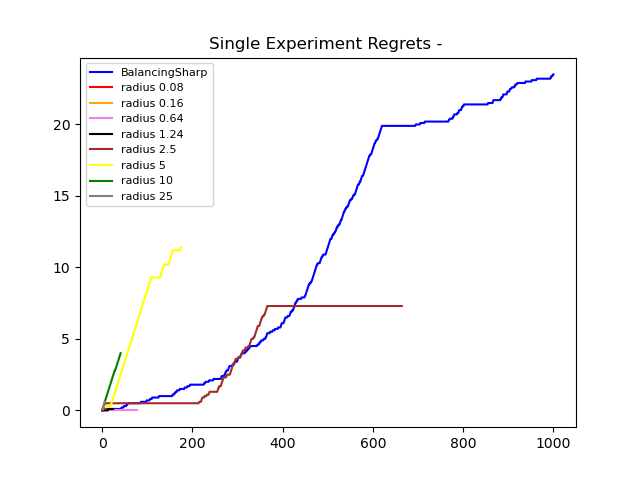 Single Experiment Regrets -
BalancingSharp
radius 0.08
radius 0.16
radius 0.64
radius 1.24
radius 2.5
radius 5
radius 10
radius 25
20
15
10
5
0
0 200 400 600 800 1000